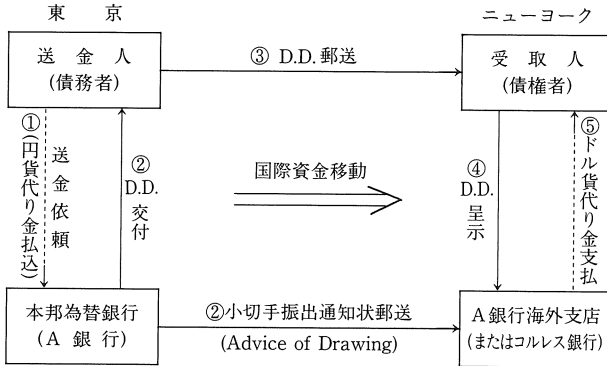 東京
ニューヨーク
送金人
(債務者)
③ D.D.郵送
受取人
(債権者)
①(円貨代り金払込)
送金依頼
②D.D.交付
国際資金移動
④D.D.呈示
⑤ドル貨代り金支払
本邦為替銀行
(A 銀行)
②小切手振出通知状郵送
(Advice of Drawing)
A銀行海外支店
(またはコルレス銀行)